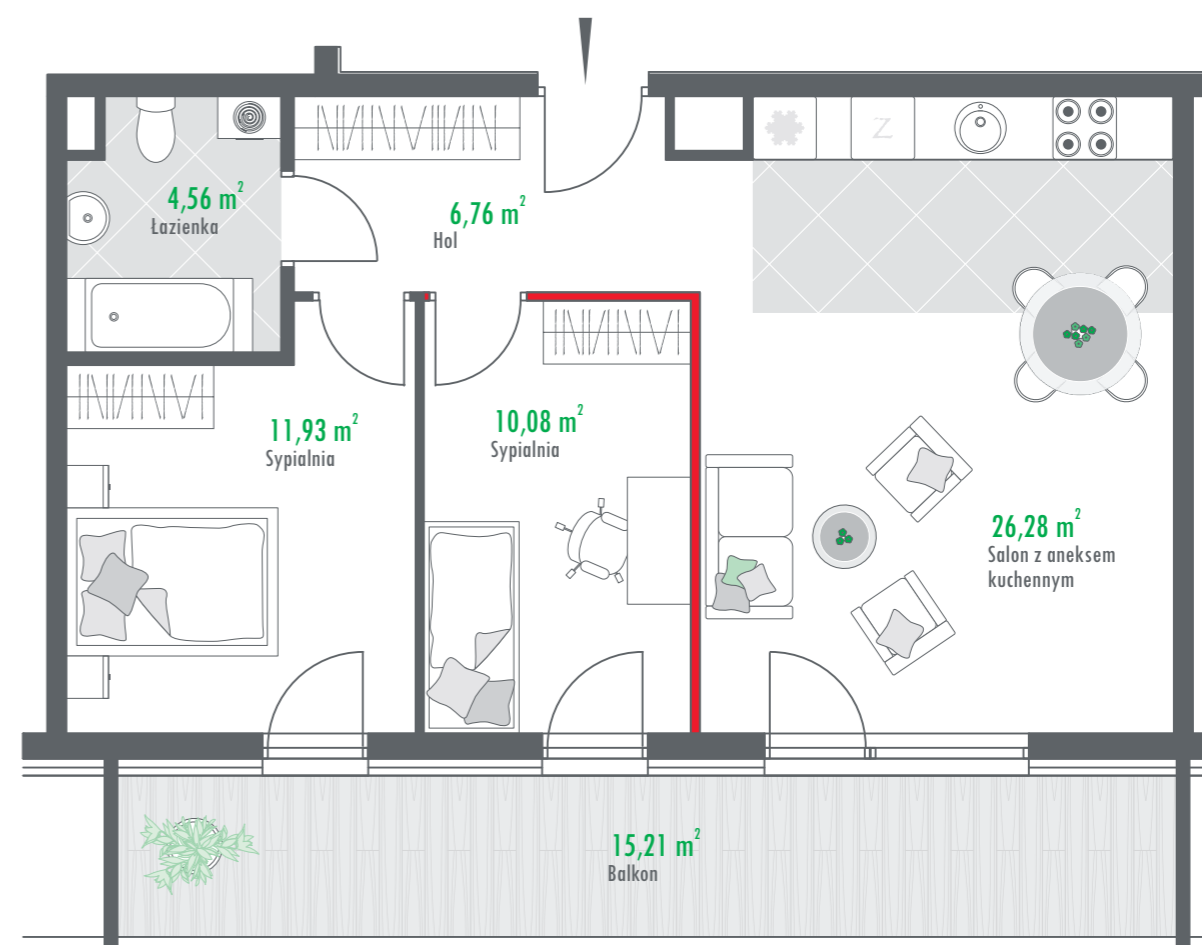 4,56 m²
Łazienka
6,76 m²
Hol
Z
11,93 m²
Sypialnia
10,08 m²
Sypialnia
26,28 m²
Salon z aneksem
kuchennym
15,21 m²
Balkon